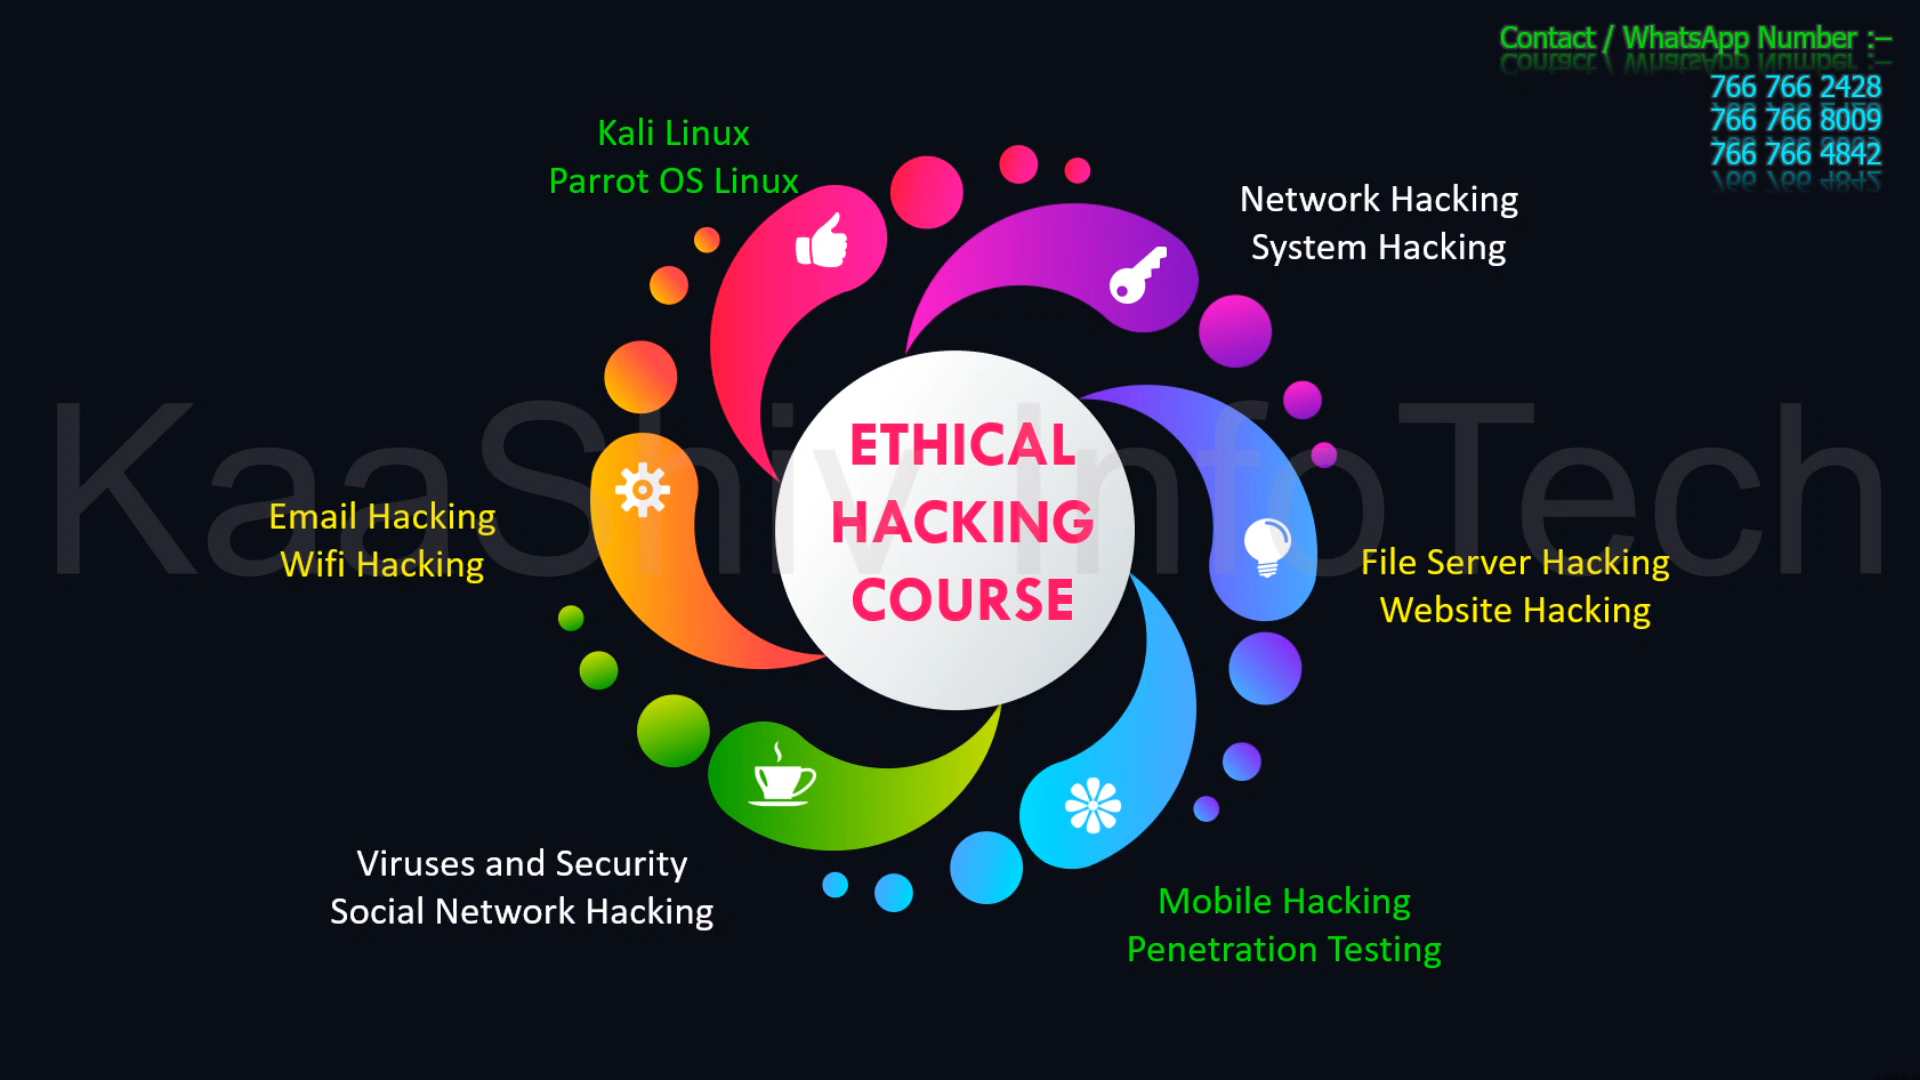 Contact / WhatsApp Number :–
766 766 2428
766 766 8009
766 766 4842
Kali Linux
Parrot OS Linux
Network Hacking
System Hacking
KaaShiv InfoTech
ETHICAL
HACKING
COURSE
Email Hacking
Wifi Hacking
File Server Hacking
Website Hacking
Viruses and Security
Social Network Hacking
Mobile Hacking
Penetration Testing